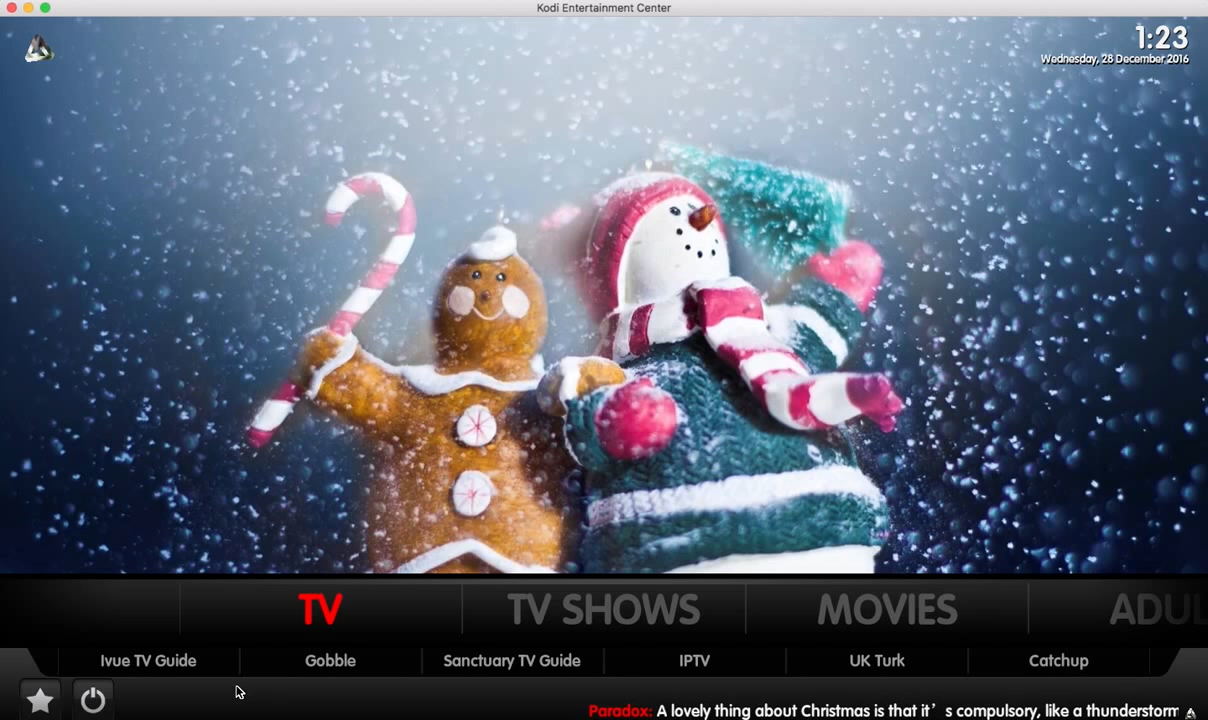 Kodi Entertainment Center
1:23
Wednesday, 28 December 2016
TV
TV SHOWS
MOVIES
ADUL
Ivue TV Guide
Gobble
Sanctuary TV Guide
IPTV
UK Turk
Catchup
Paradox: A lovely thing about Christmas is that it’ s compulsory, like a thunderstorm